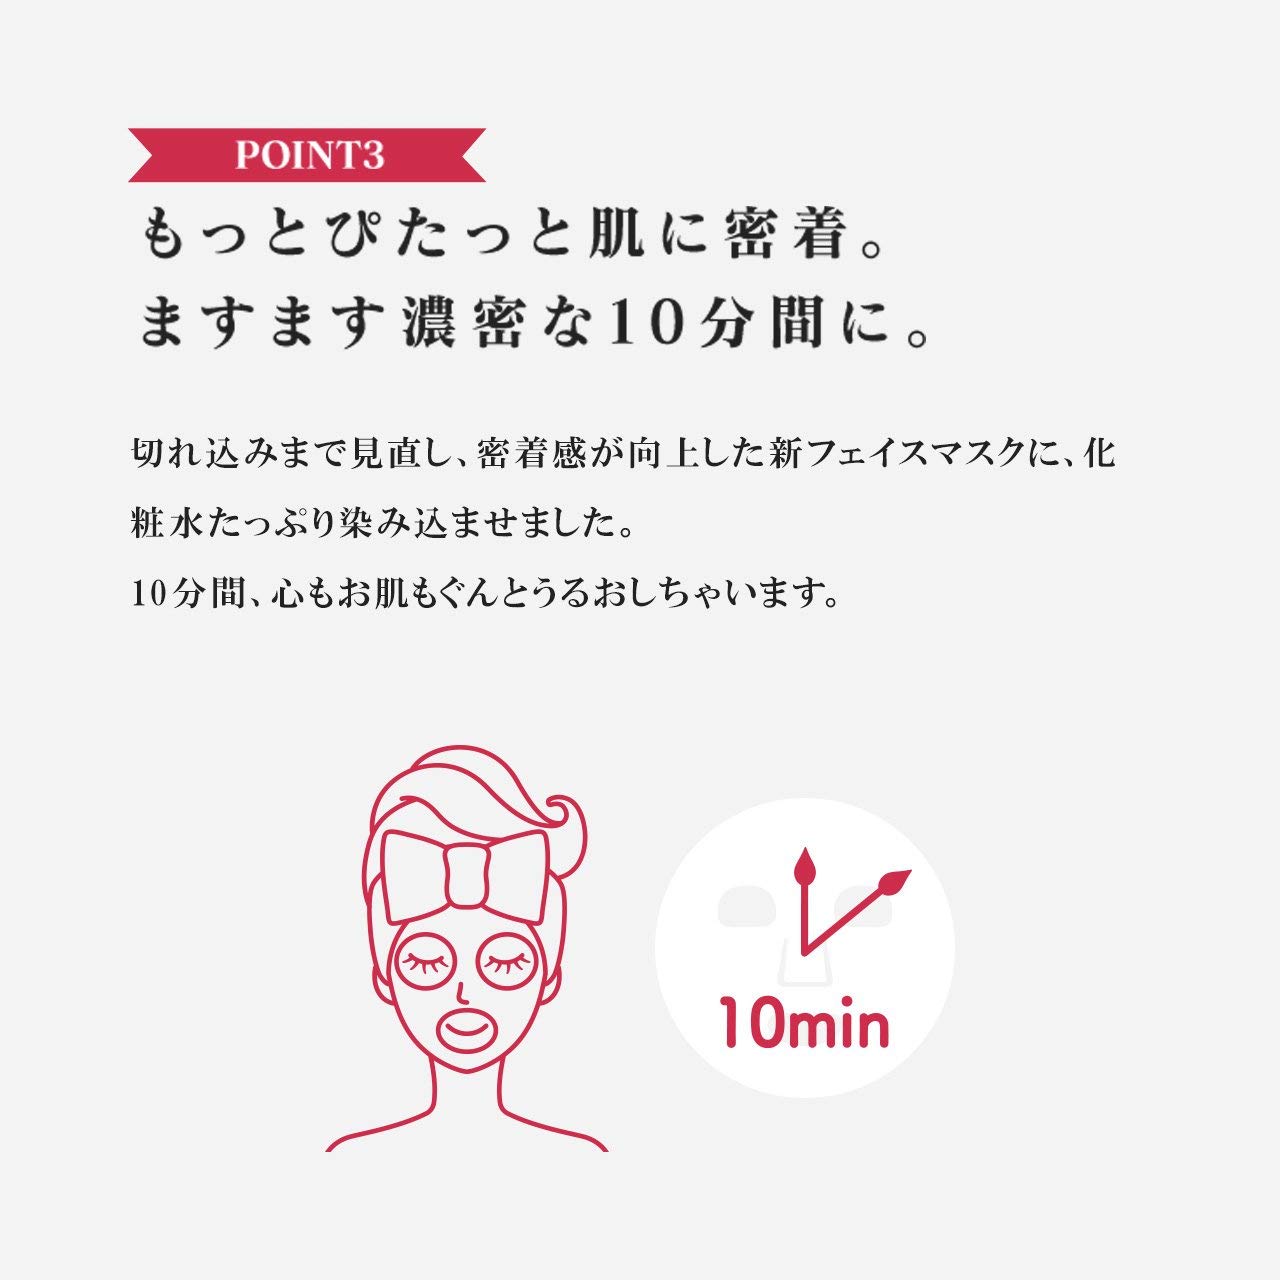 POINT3
もっとぴたっと肌に密着。
ますます濃密な10分間に。
切れ込みまで見直し、密着感が向上した新フェイスマスクに、化
粧水たっぷり染み込ませました。
10分間、心もお肌もぐんとうるおしちゃいます。
10min